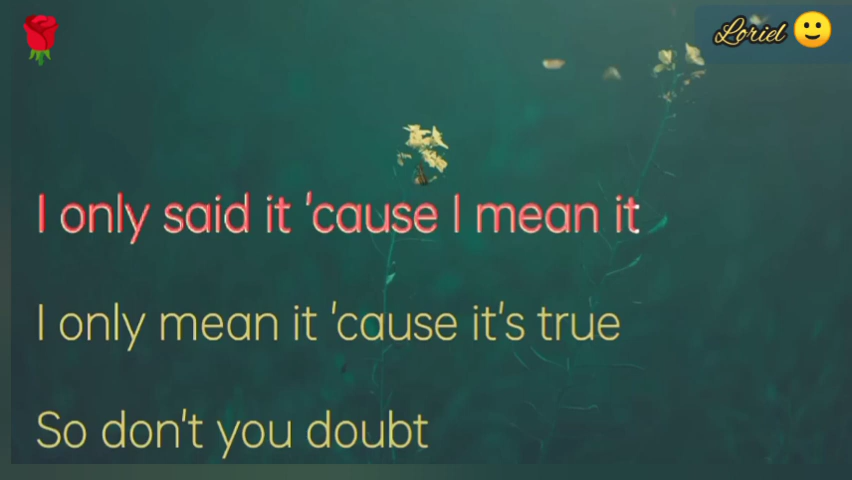 Loriel
I only said it 'cause I mean it
I only mean it 'cause it's true
So don't you doubt